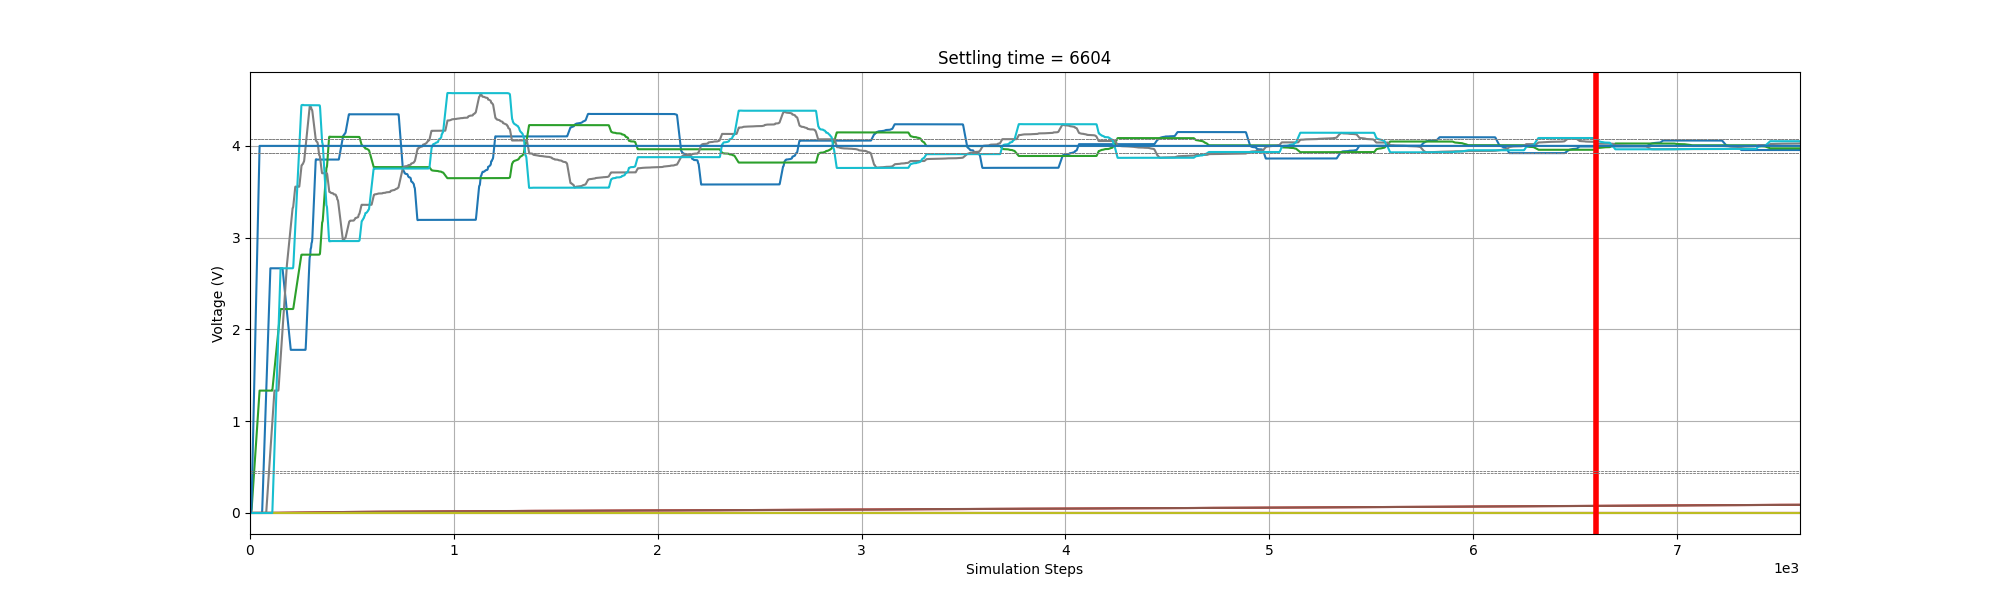 Settling time = 6604
Voltage (V)
4
3
2
1
0
0 1 2 3 4 5 6 7
Simulation Steps
1e3